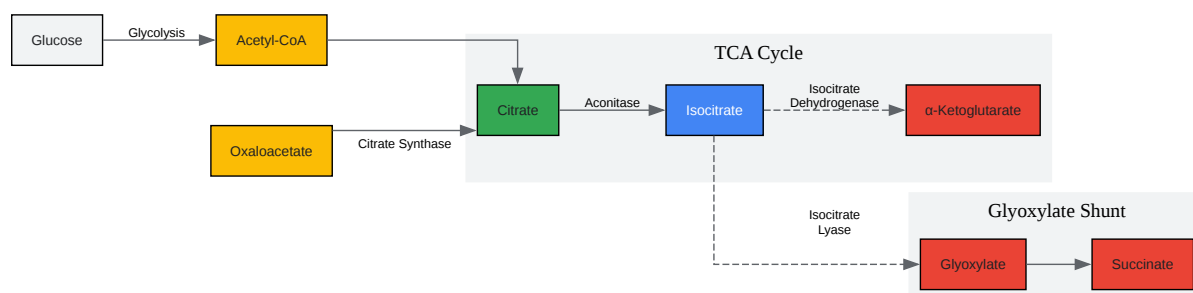 Glucose
Glycolysis
Acetyl-CoA
TCA Cycle
Citrate
Aconitase
Isocitrate
Isocitrate
Dehydrogenase
α-Ketoglutarate
Oxaloacetate
Citrate Synthase
Isocitrate
Lyase
Glyoxylate Shunt
Glyoxylate
Succinate